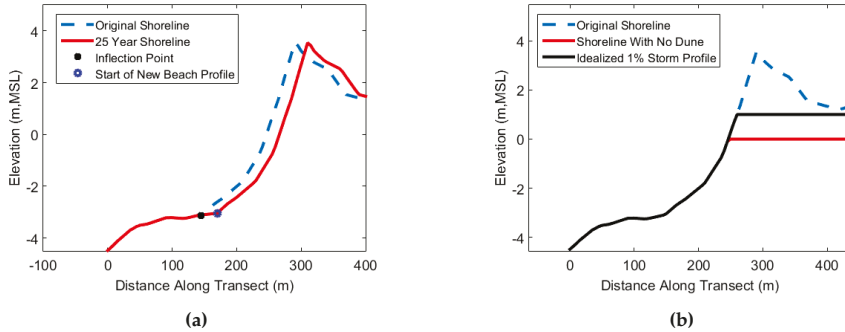 Original Shoreline
25 Year Shoreline
Inflection Point
Start of New Beach Profile
Elevation (m,MSL)
4
2
0
-2
-4
-100
0
100
200
300
400
Distance Along Transect (m)
(a)
Original Shoreline
Shoreline With No Dune
Idealized 1% Storm Profile
Elevation (m,MSL)
4
2
0
-2
-4
0
100
200
300
400
Distance Along Transect (m)
(b)